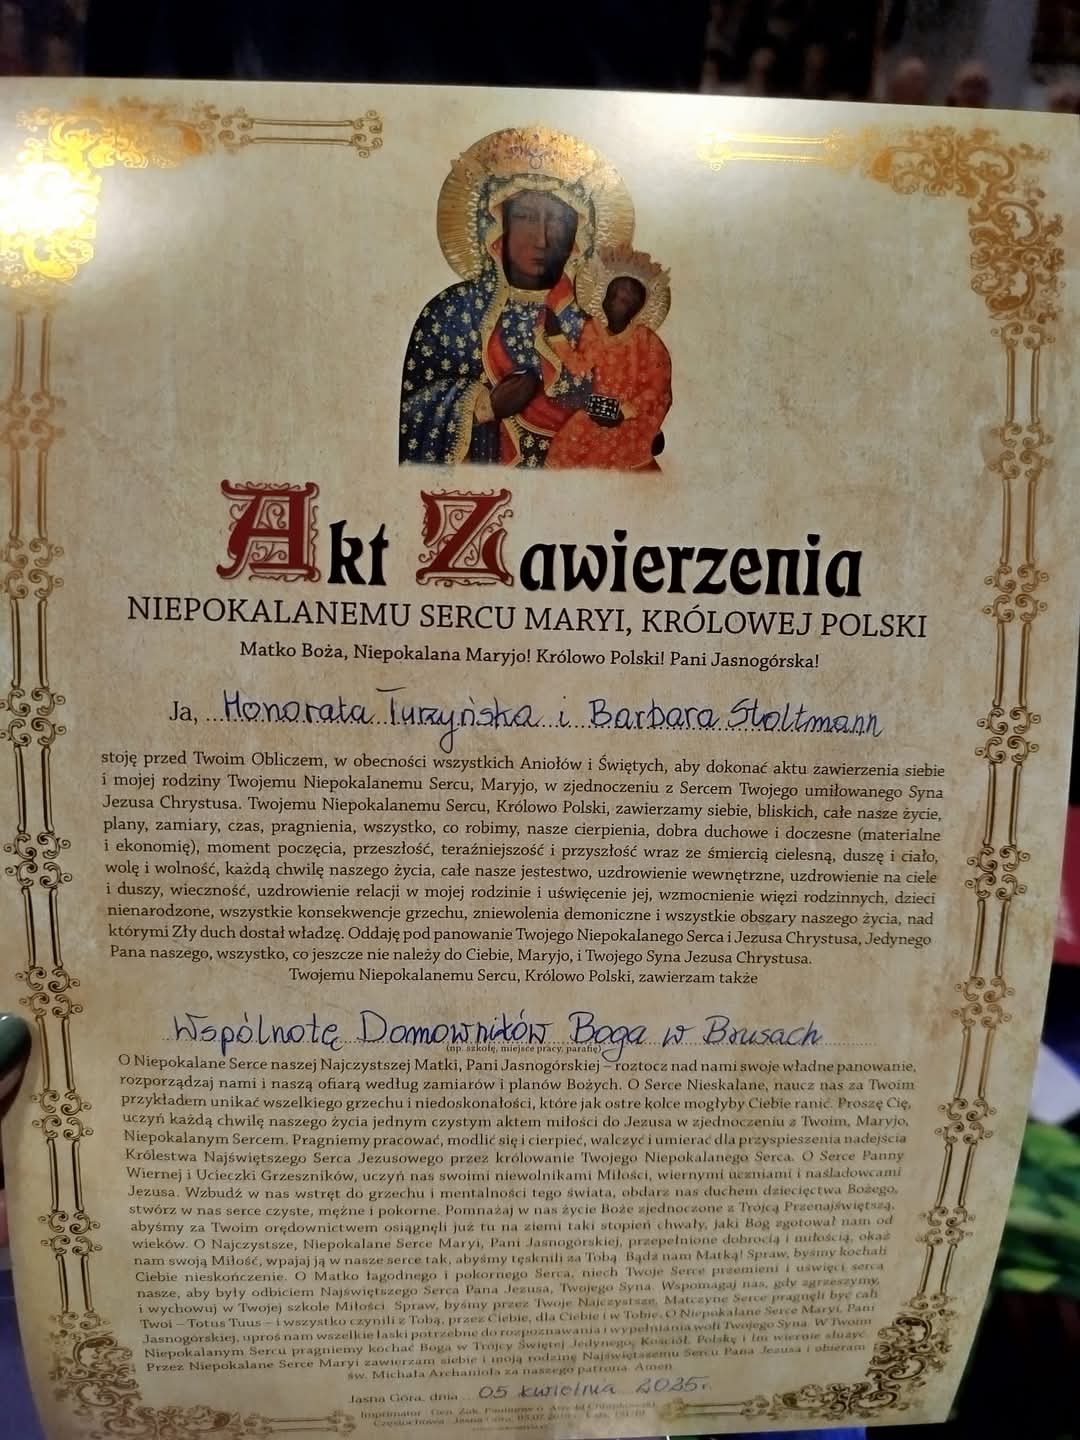 Akt Zawierzenia
NIEPOKALANEMU SERCU MARYI, KRÓLOWEJ POLSKI
Matko Boża, Niepokalana Maryjo! Królowo Polski! Pani Jasnogórska!
Ja, Honorata Turzyńska i Barbara Stoltmann
stoję przed Twoim Obliczem, w obecności wszystkich Aniołów i Świętych, aby dokonać aktu zawierzenia siebie
i mojej rodziny Twojemu Niepokalanemu Sercu, Maryjo, w zjednoczeniu z Sercem Twojego umiłowanego Syna
Jezusa Chrystusa. Twojemu Niepokalanemu Sercu, Królowo Polski, zawierzamy siebie, bliskich, całe nasze życie,
plany, zamiary, czas, pragnienia, wszystko, co robimy, nasze cierpienia, dobra duchowe i doczesne (materialne
i ekonomię), moment poczęcia, przeszłość, teraźniejszość i przyszłość wraz ze śmiercią cielesną, duszę i ciało,
wolę i wolność, każdą chwilę naszego życia, całe nasze jestestwo, uzdrowienie wewnętrzne, uzdrowienie na ciele
i duszy, wieczność, uzdrowienie relacji w mojej rodzinie i uświęcenie jej, wzmocnienie więzi rodzinnych, dzieci
nienarodzone, wszystkie konsekwencje grzechu, zniewolenia demoniczne i wszystkie obszary naszego życia, nad
którymi Zły duch dostał władzę. Oddaję pod panowanie Twojego Niepokalanego Serca i Jezusa Chrystusa, Jedynego
Pana naszego, wszystko, co jeszcze nie należy do Ciebie, Maryjo, i Twojego Syna Jezusa Chrystusa.
Twojemu Niepokalanemu Sercu, Królowo Polski, zawierzam także
Wspólnotę Domowników Boga w Brusach
(np. szkołę, miejsce pracy, parafię)
O Niepokalane Serce naszej Najczystszej Matki, Pani Jasnogórskiej – roztocz nad nami swoje władne panowanie,
rozporządzaj nami i naszą ofiarą według zamiarów i planów Bożych. O Serce Nieskalane, naucz nas za Twoim
przykładem unikać wszelkiego grzechu i niedoskonałości, które jak ostre kolce mogłyby Ciebie ranić. Proszę Cię,
uczyń każdą chwilę naszego życia jednym czystym aktem miłości do Jezusa w zjednoczeniu z Twoim, Maryjo,
Niepokalanym Sercem. Pragniemy pracować, modlić się i cierpieć, walczyć i umierać dla przyspieszenia nadejścia
Królestwa Najświętszego Serca Jezusowego przez królowanie Twojego Niepokalanego Serca. O Serce Panny
Wiernej i Ucieczki Grzeszników, uczyń nas swoimi niewolnikami Miłości, wiernymi uczniami i naśladowcami
Jezusa. Wzbudź w nas wstręt do grzechu i mentalności tego świata, obdarz nas duchem dziecięctwa Bożego,
stwórz w nas serce czyste, mężne i pokorne. Pomnażaj w nas życie Boże zjednoczone z Trójcą Przenajświętszą,
abyśmy za Twoim orędownictwem osiągnęli już tu na ziemi taki stopień chwały, jaki Bóg zgotował nam od
wieków. O Najczystsze, Niepokalane Serce Maryi, Pani Jasnogórskiej, przepełnione dobrocią i miłością, okaż
nam swoją Miłość, wpajaj ją w nasze serce tak, abyśmy tęsknili za Tobą. Bądź nam Matką! Spraw, byśmy kochali
Ciebie nieskończenie. O Matko łagodnego i pokornego Serca, niech Twoje Serce przemieni i uświęci serca
nasze, aby były odbiciem Najświętszego Serca Pana Jezusa, Twojego Syna. Wspomagaj nas, gdy zgrzeszymy,
i wychowuj w Twojej szkole Miłości. Spraw, byśmy przez Twoje Najczystsze, Matczyne Serce pragnęli być cali
Twoi – Totus Tuus – i wszystko czynili z Tobą, przez Ciebie, dla Ciebie i w Tobie. O Niepokalane Serce Maryi, Pani
Jasnogórskiej, uproś nam wszelkie łaski potrzebne do rozpoznawania i wypełniania woli Twojego Syna. W Twoim
Niepokalanym Sercu pragniemy kochać Boga w Trójcy Świętej Jedynego, Kościół, Polskę i Im wiernie służyć.
Przez Niepokalane Serce Maryi zawierzam siebie i moją rodzinę Najświętszemu Sercu Pana Jezusa i obieram
św. Michała Archanioła za naszego patrona. Amen.
Jasna Góra, dnia 05 kwietnia 2025r.
Imprimatur: Gen. Zak. Paulinów o. Arnold Chrapkowski
Częstochowa - Jasna Góra, 05.02.